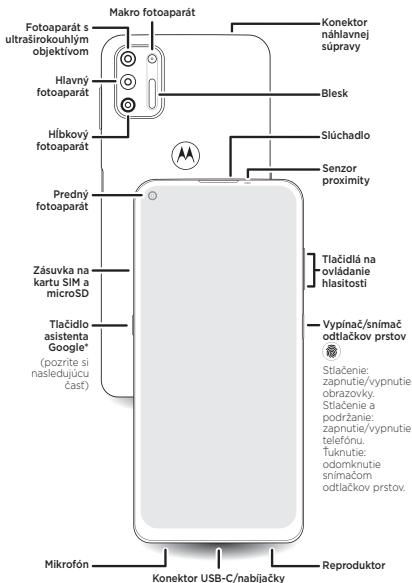 Makro fotoaparát
Fotoaparát s
ultraširokouhlým
objektívom
Hlavný
fotoaparát
Hĺbkový
fotoaparát
Predný
fotoaparát
Zásuvka na
kartu SIM a
microSD
Tlačidlo
asistenta
Google*
(pozrite si
nasledujúcu
časť)
Mikrofón
Konektor USB-C/nabíjačky
Konektor
náhlavnej
súpravy
Blesk
Slúchadlo
Senzor
proximity
Tlačidlá na
ovládanie
hlasitosti
Vypínač/snímač
odtlačkov prstov
Stlačenie:
zapnutie/vypnutie
obrazovky.
Stlačenie a
podržanie:
zapnutie/vypnutie
telefónu.
Ťuknutie:
odomknutie
snímačom
odtlačkov prstov.
Reproduktor